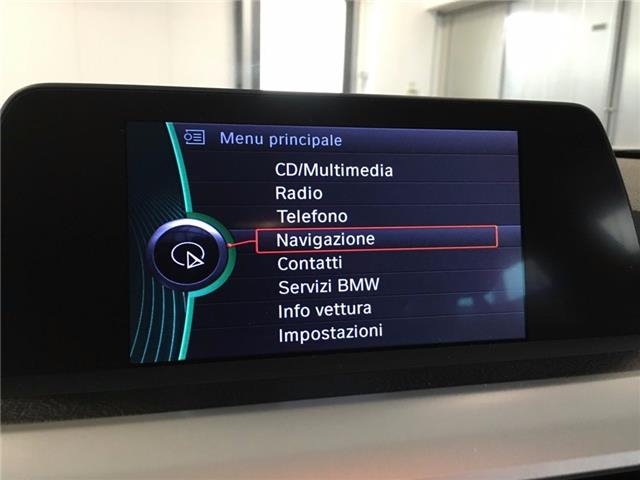 Menu principale
CD/Multimedia
Radio
Telefono
Navigazione
Contatti
Servizi BMW
Info vettura
Impostazioni